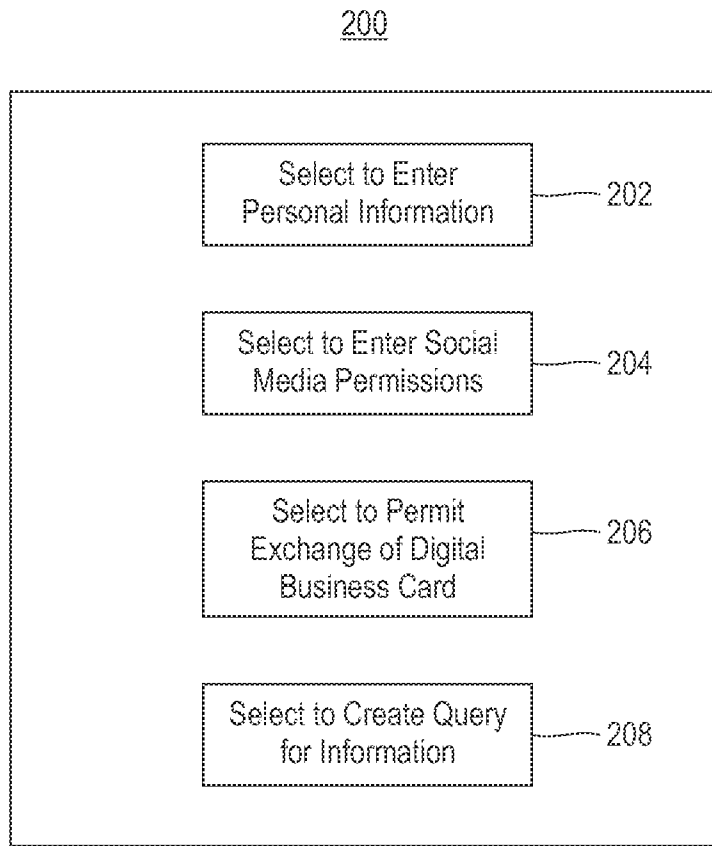 200
Select to Enter
Personal Information
202
Select to Enter Social
Media Permissions
204
Select to Permit
Exchange of Digital
Business Card
206
Select to Create Query
for Information
208